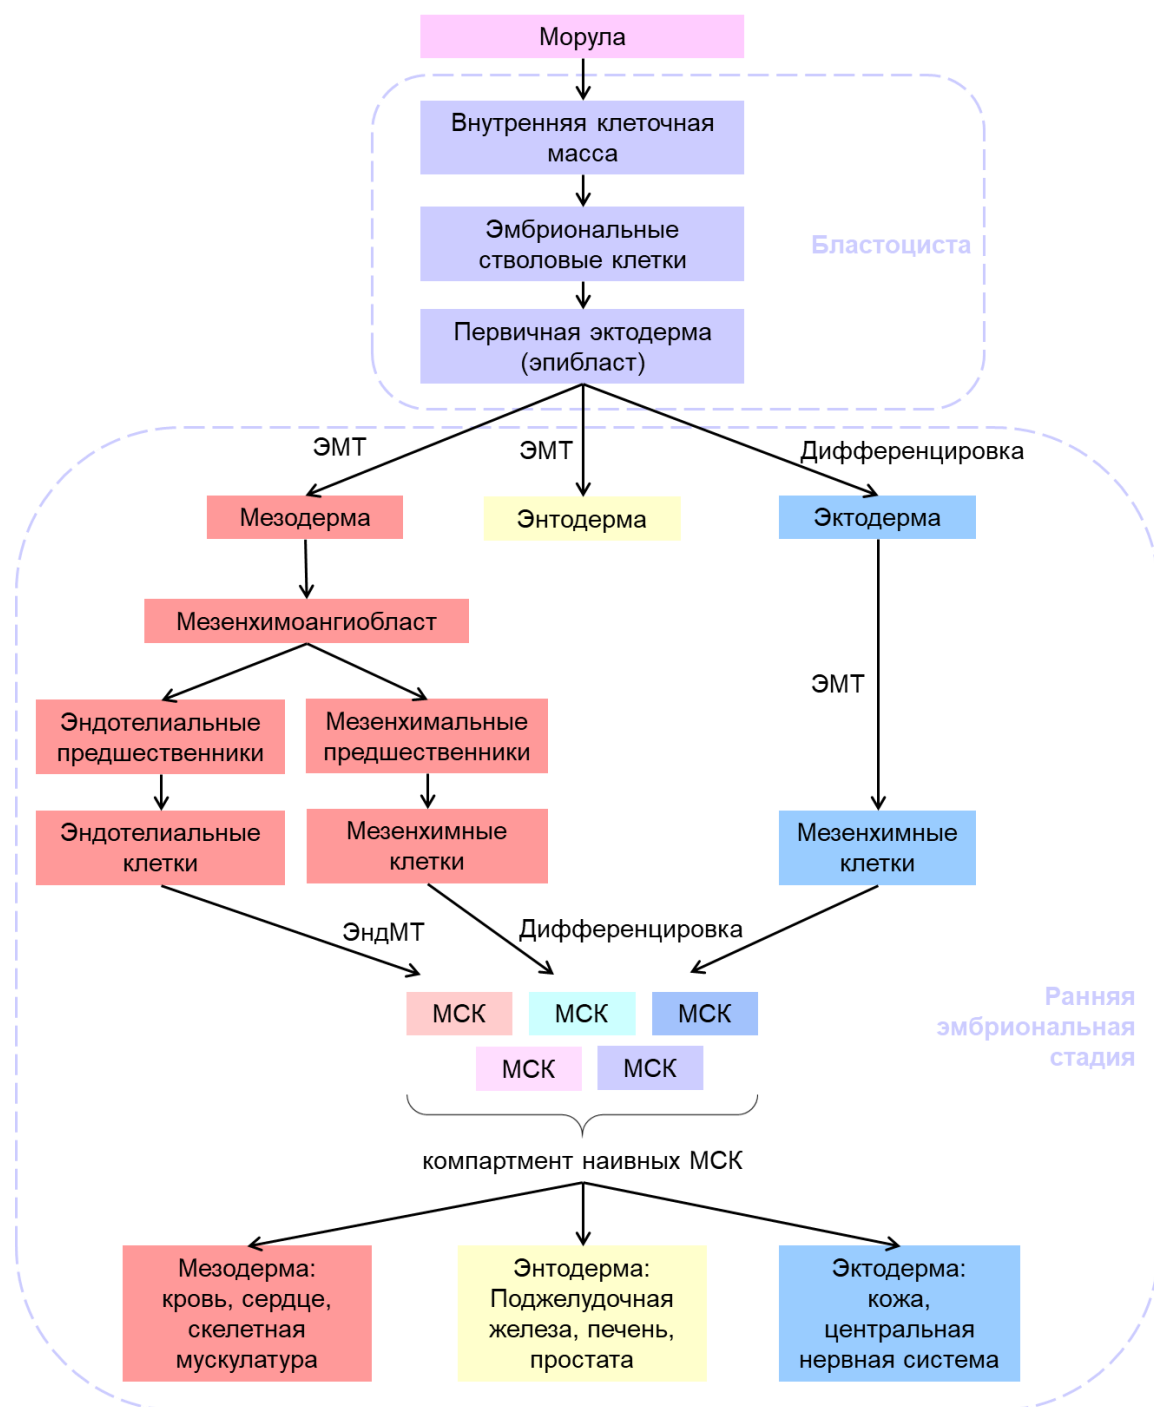 Морула
Внутренняя клеточная
масса
Эмбриональные
стволовые клетки
Бластоциста
Первичная эктодерма
(эпибласт)
ЭМТ
ЭМТ
Дифференцировка
Мезодерма
Энтодерма
Эктодерма
Мезенхимоангиобласт
ЭМТ
Эндотелиальные
предшественники
Мезенхимальные
предшественники
Эндотелиальные
клетки
Мезенхимные
клетки
Мезенхимные
клетки
ЭндМТ
Дифференцировка
МСК
МСК
МСК
МСК
МСК
Ранняя
эмбриональная
стадия
компартмент наивных МСК
Мезодерма:
кровь, сердце,
скелетная
мускулатура
Энтодерма:
Поджелудочная
железа, печень,
простата
Эктодерма:
кожа,
центральная
нервная система